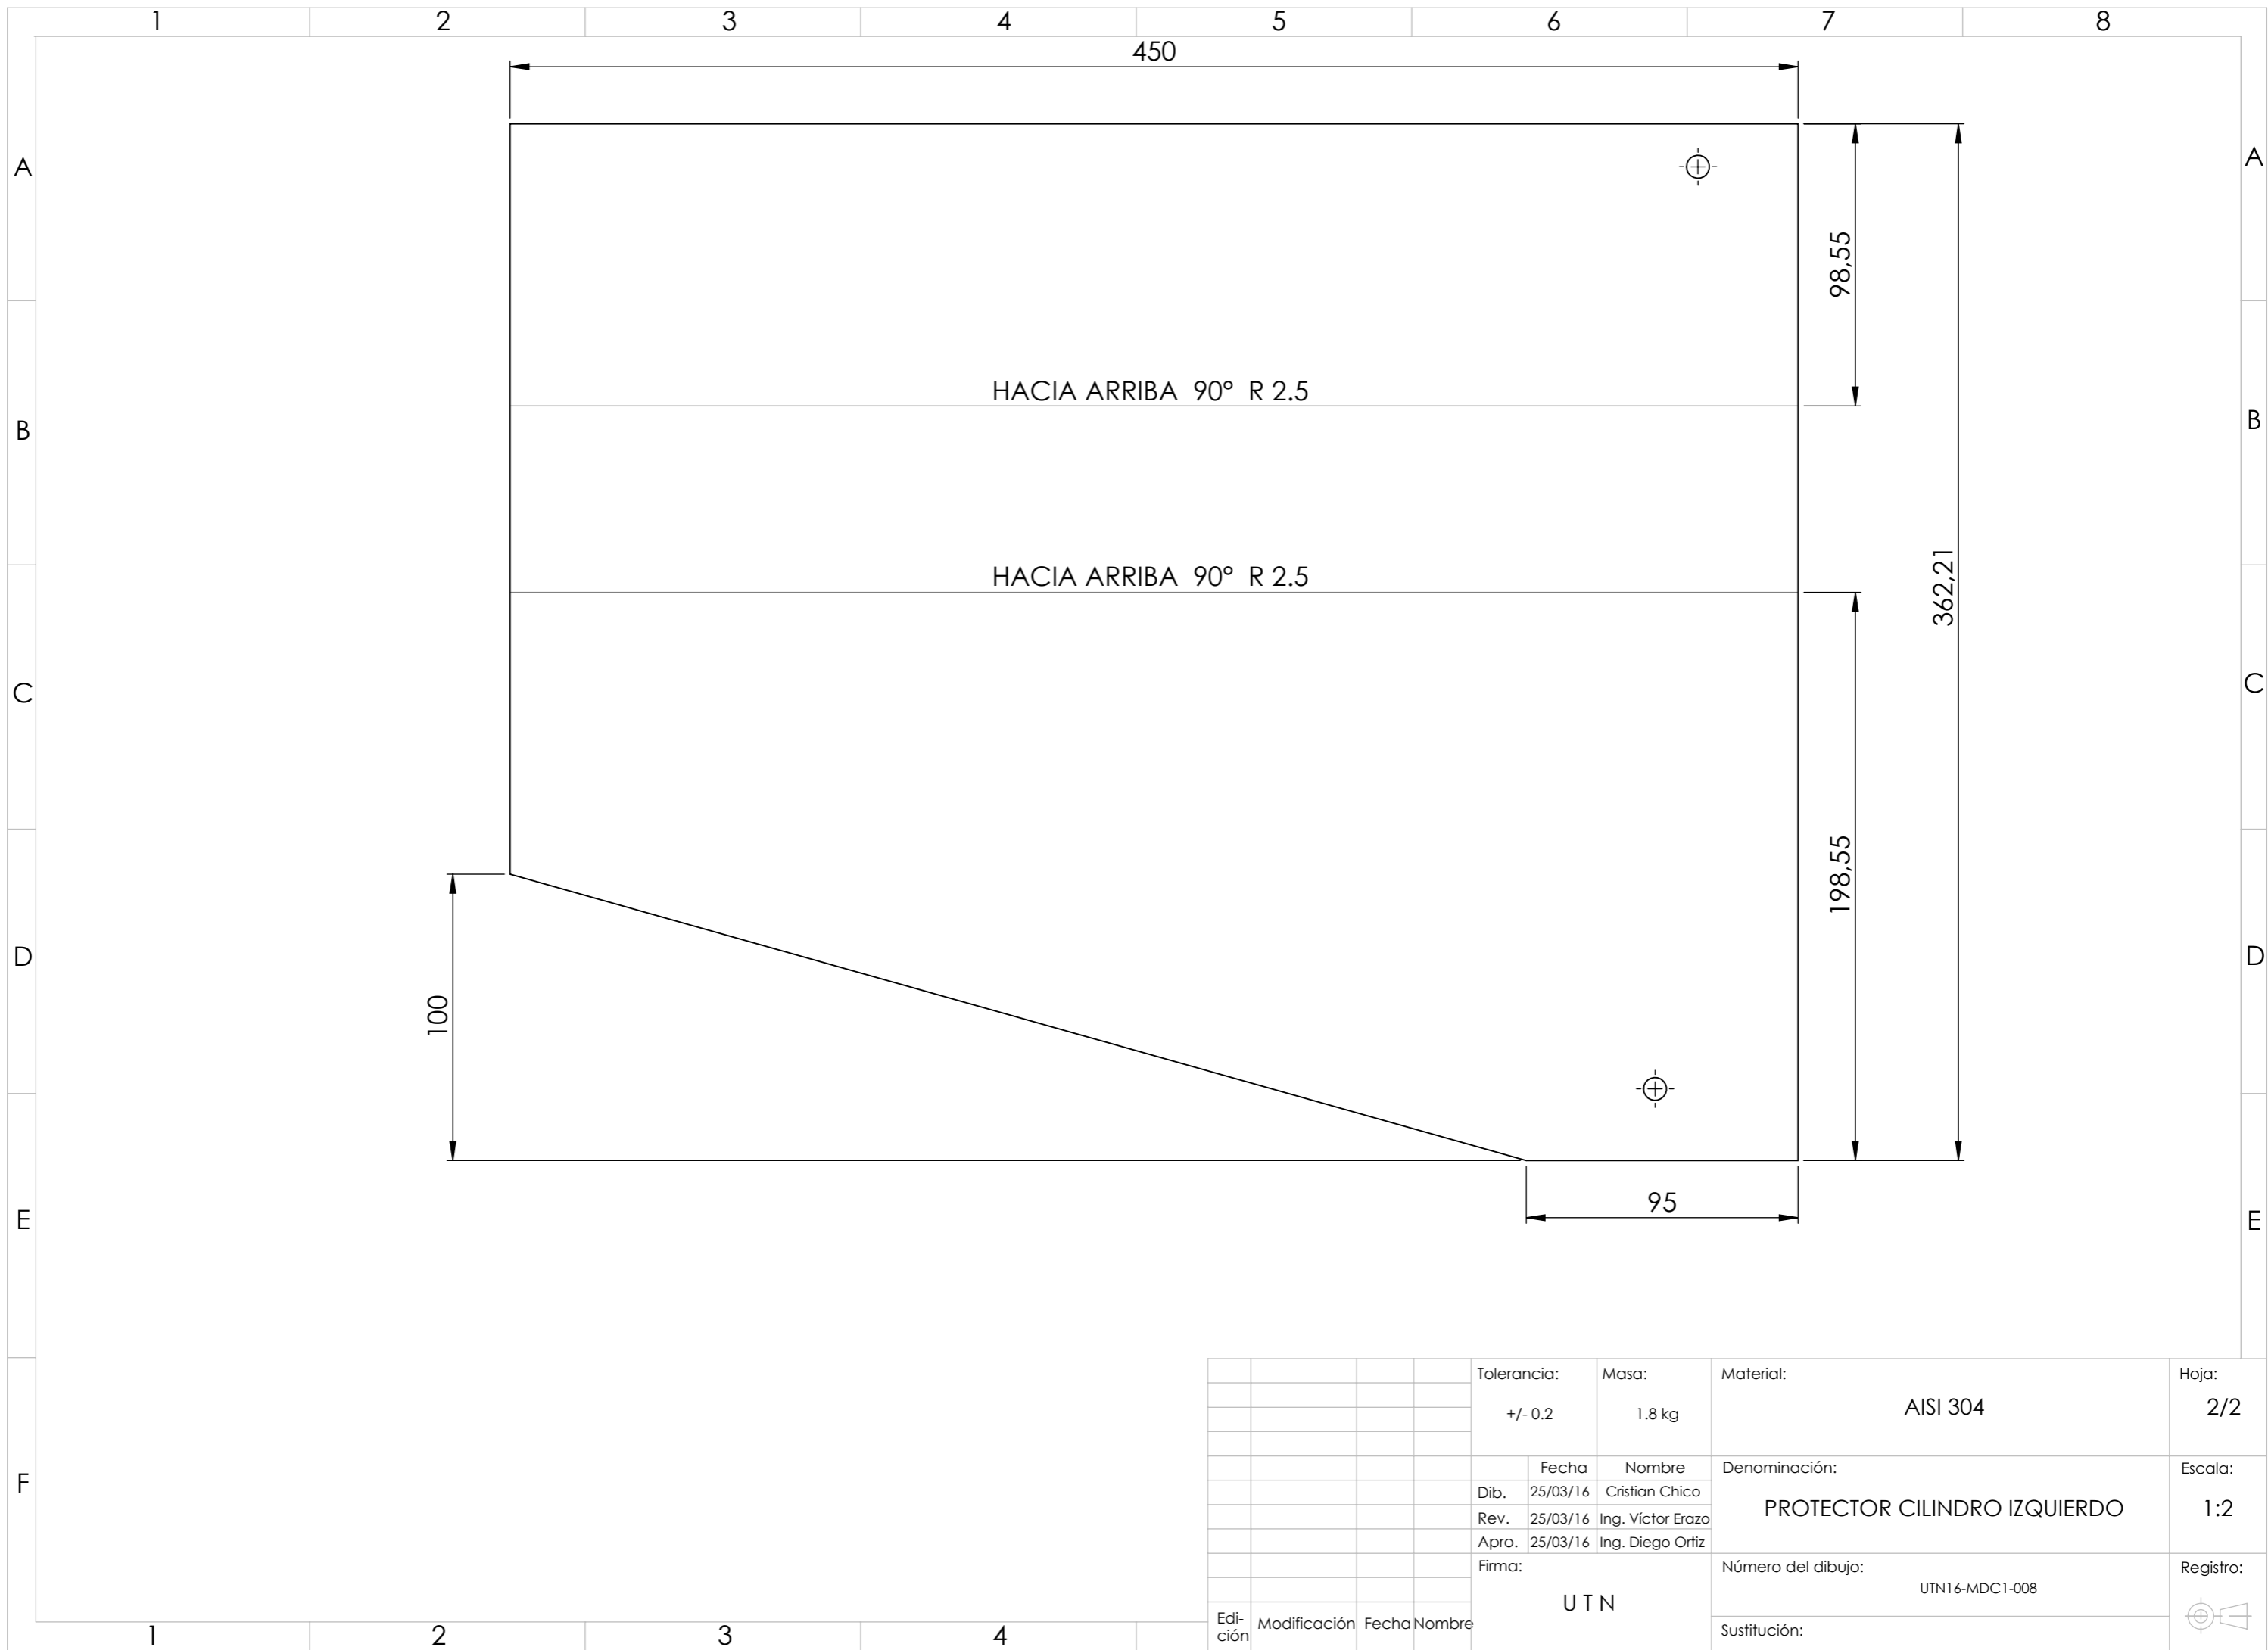 1 2 3 4 5 6 7 8
450
A A
98,55
HACIA ARRIBA 90° R 2.5
B B
HACIA ARRIBA 90° R 2.5
362,21
C C
198,55
D D
100
95
E E
F
Tolerancia: Masa: Material: Hoja:
+/- 0.2 1.8 kg AISI 304 2/2
Fecha Nombre Denominación: Escala:
Dib. 25/03/16 Cristian Chico
PROTECTOR CILINDRO IZQUIERDO 1:2
Rev. 25/03/16 Ing. Víctor Erazo
Apro. 25/03/16 Ing. Diego Ortiz
Firma: Número del dibujo: Registro:
UTN16-MDC1-008
U T N
Edi-
ción Modificación Fecha Nombre
Sustitución:
1 2 3 4